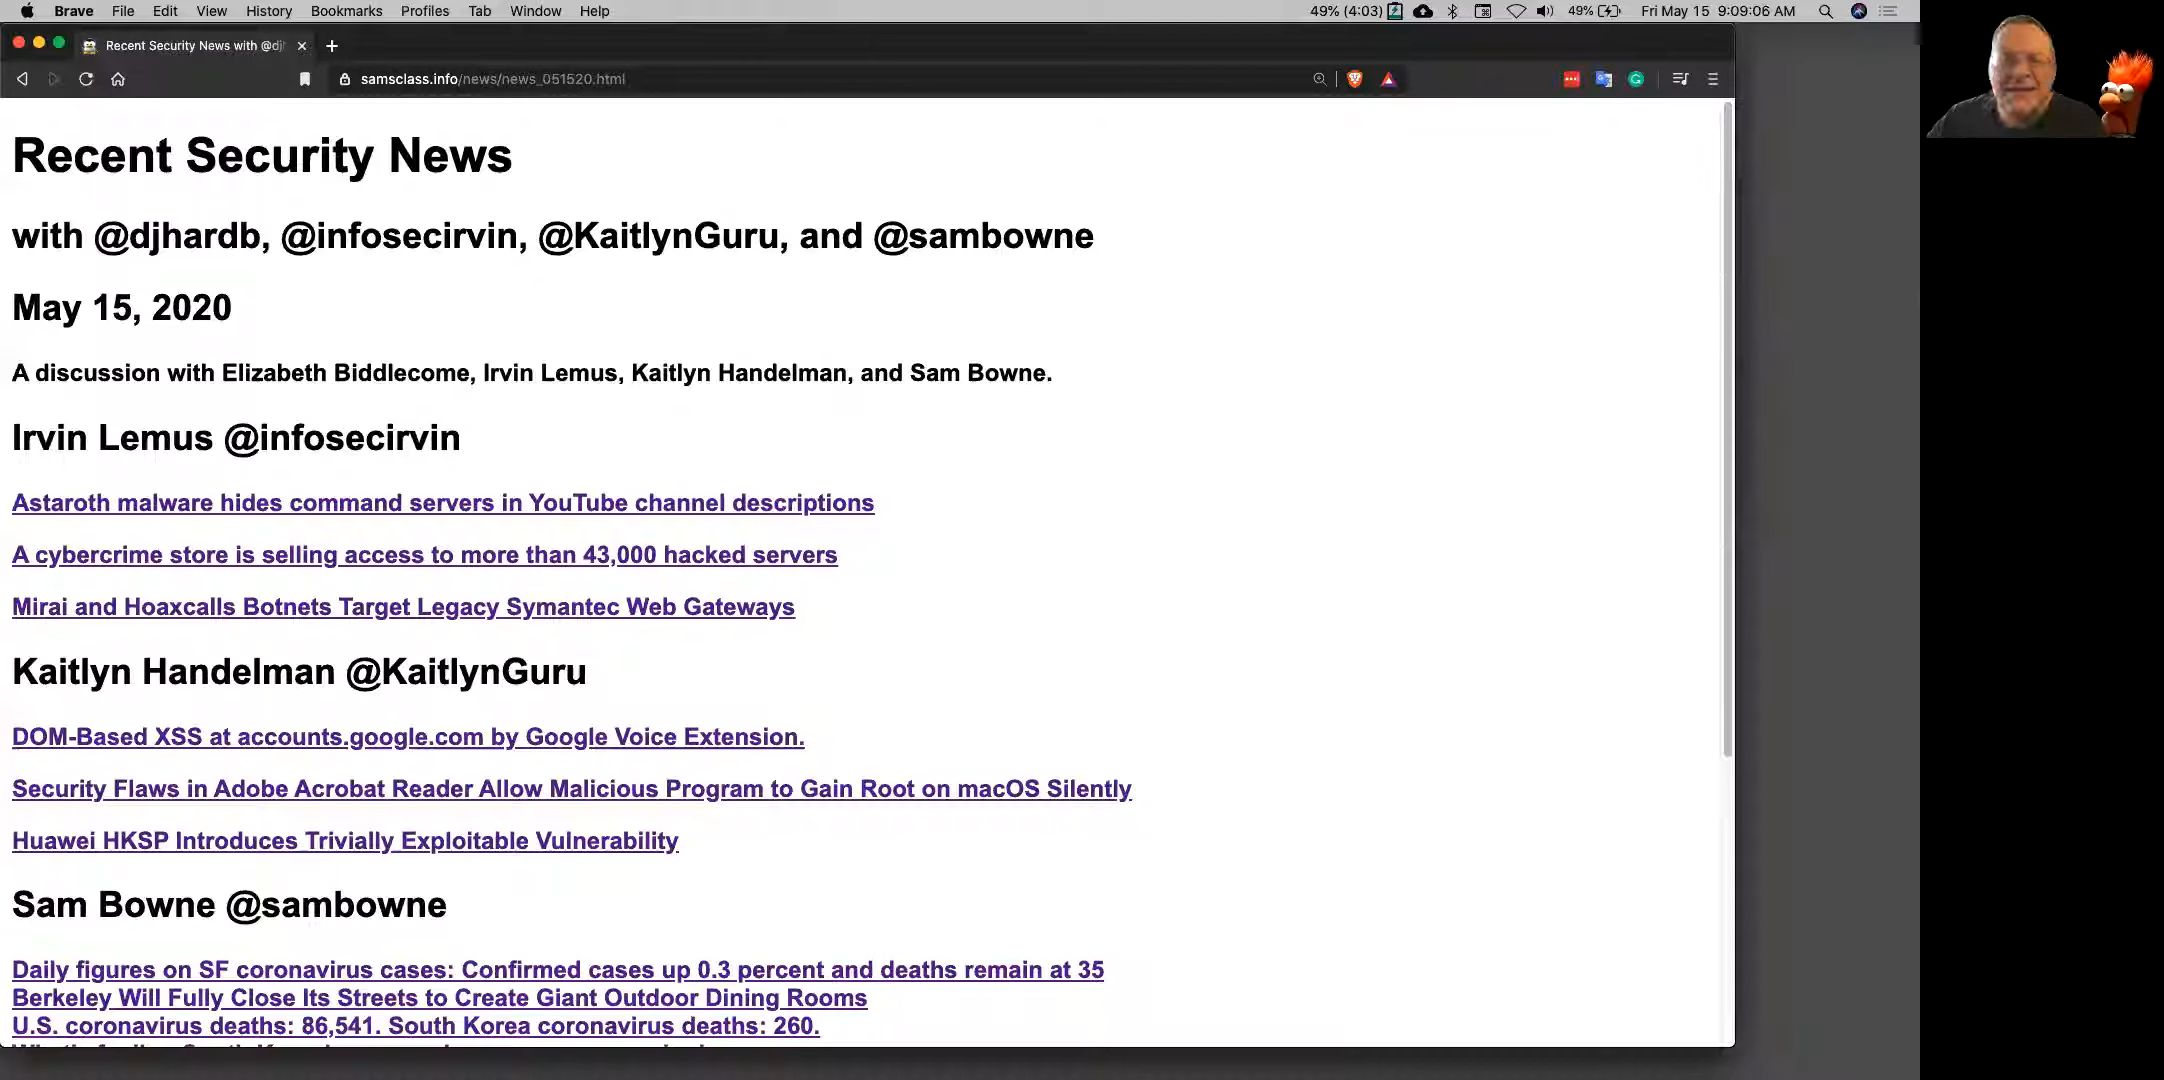 Brave File Edit View History Bookmarks Profiles Tab Window Help 49% (4:03) 49% Fri May 15 9:09:06 AM
Recent Security News with @dj
samsclass.info/news/news_051520.html
Recent Security News
with @djhardb, @infosecirvin, @KaitlynGuru, and @sambowne
May 15, 2020
A discussion with Elizabeth Biddlecome, Irvin Lemus, Kaitlyn Handelman, and Sam Bowne.
Irvin Lemus @infosecirvin
Astaroth malware hides command servers in YouTube channel descriptions
A cybercrime store is selling access to more than 43,000 hacked servers
Mirai and Hoaxcalls Botnets Target Legacy Symantec Web Gateways
Kaitlyn Handelman @KaitlynGuru
DOM-Based XSS at accounts.google.com by Google Voice Extension.
Security Flaws in Adobe Acrobat Reader Allow Malicious Program to Gain Root on macOS Silently
Huawei HKSP Introduces Trivially Exploitable Vulnerability
Sam Bowne @sambowne
Daily figures on SF coronavirus cases: Confirmed cases up 0.3 percent and deaths remain at 35
Berkeley Will Fully Close Its Streets to Create Giant Outdoor Dining Rooms
U.S. coronavirus deaths: 86,541. South Korea coronavirus deaths: 260.